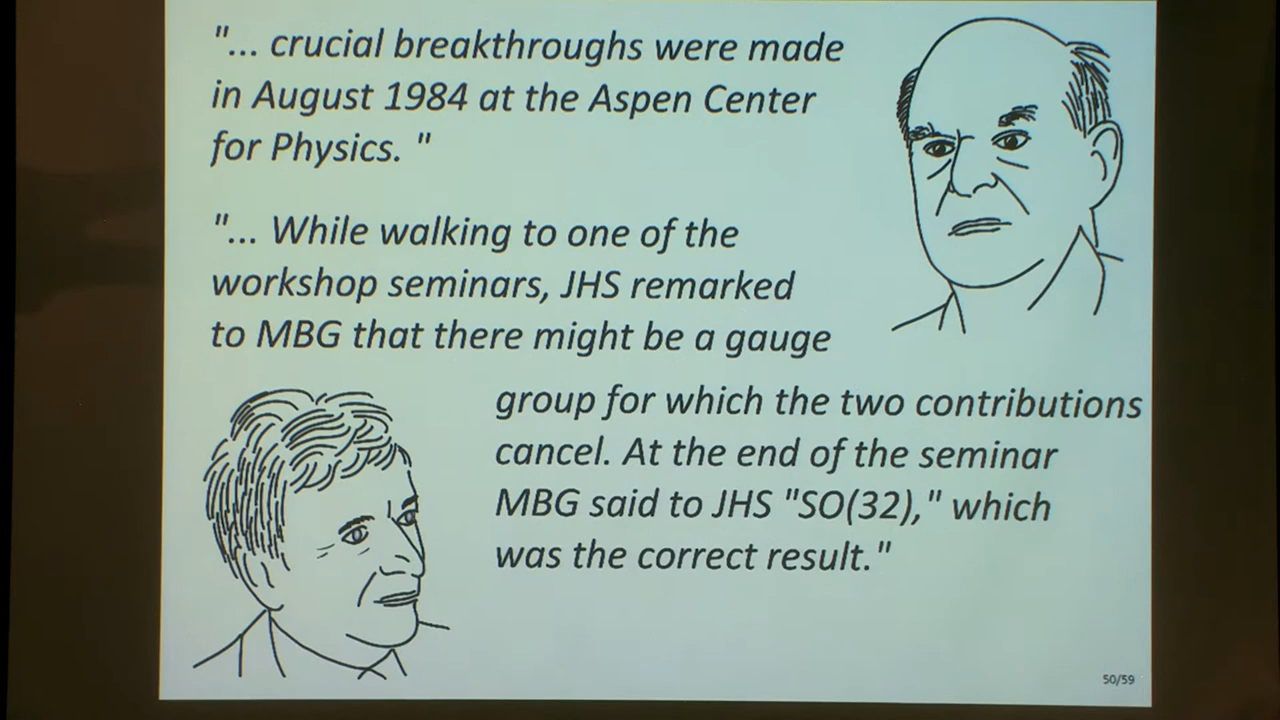 "... crucial breakthroughs were made
in August 1984 at the Aspen Center
for Physics. "
"... While walking to one of the
workshop seminars, JHS remarked
to MBG that there might be a gauge
group for which the two contributions
cancel. At the end of the seminar
MBG said to JHS "SO(32)," which
was the correct result."
50/59